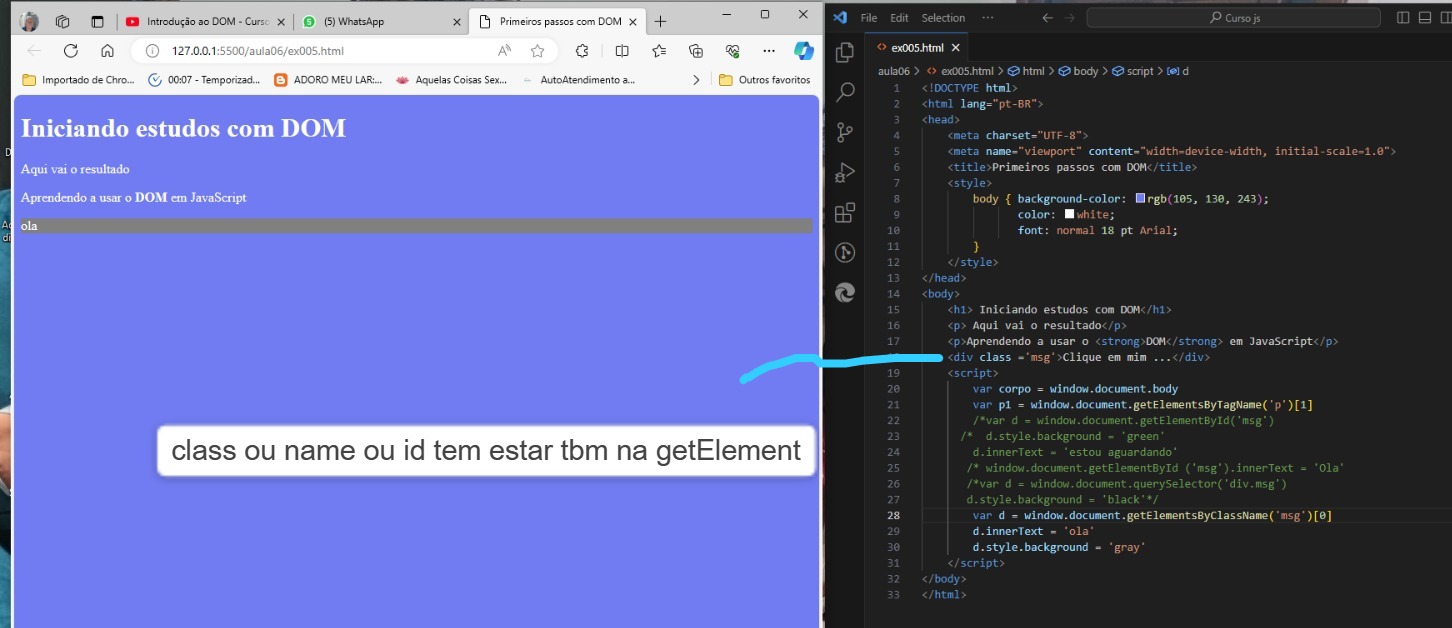 Introdução ao DOM - Curso
(5) WhatsApp
Primeiros passos com DOM
127.0.0.1:5500/aula06/ex005.html
Importado de Chro...
00:07 - Temporizad...
ADORO MEU LAR:...
Aquelas Coisas Sex...
AutoAtendimento a...
Outros favoritos
Iniciando estudos com DOM
Aqui vai o resultado
Aprendendo a usar o DOM em JavaScript
ola
class ou name ou id tem estar tbm na getElement
File Edit Selection ...
Curso js
ex005.html
aula06 > ex005.html > html > body > script > d
1 <!DOCTYPE html>
2 <html lang="pt-BR">
3 <head>
4 <meta charset="UTF-8">
5 <meta name="viewport" content="width=device-width, initial-scale=1.0">
6 <title>Primeiros passos com DOM</title>
7 <style>
8 body { background-color: rgb(105, 130, 243);
9 color: white;
10 font: normal 18 pt Arial;
11 }
12 </style>
13 </head>
14 <body>
15 <h1> Iniciando estudos com DOM</h1>
16 <p> Aqui vai o resultado</p>
17 <p>Aprendendo a usar o <strong>DOM</strong> em JavaScript</p>
<div class ='msg'>Clique em mim ...</div>
19 <script>
20 var corpo = window.document.body
21 var p1 = window.document.getElementsByTagName('p')[1]
22 /*var d = window.document.getElementById('msg')
23 /* d.style.background = 'green'
24 d.innerText = 'estou aguardando'
25 /* window.document.getElementById ('msg').innerText = 'Ola'
26 /*var d = window.document.querySelector('div.msg')
27 d.style.background = 'black'*/
28 var d = window.document.getElementsByClassName('msg')[0]
29 d.innerText = 'ola'
30 d.style.background = 'gray'
31 </script>
32 </body>
33 </html>